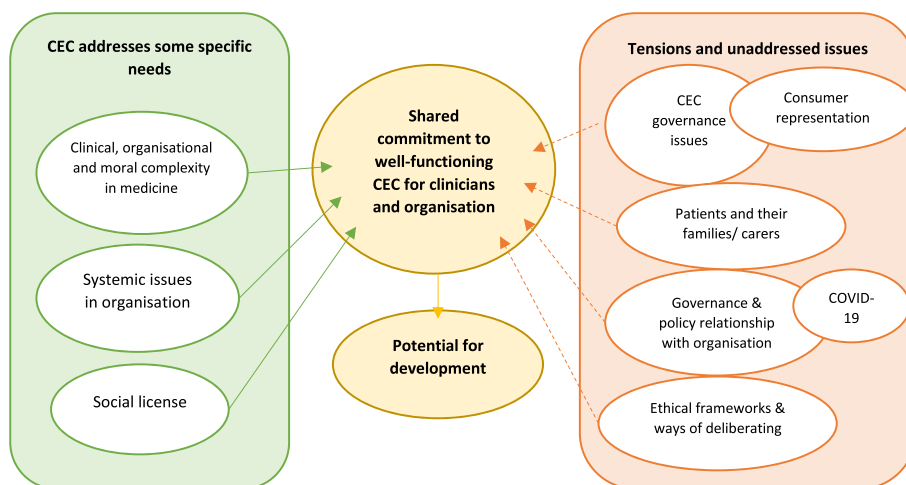 CEC addresses some specific
needs
Clinical, organisational
and moral complexity
in medicine
Systemic issues
in organisation
Social license
Shared
commitment to
well-functioning
CEC for clinicians
and organisation
Potential for
development
Tensions and unaddressed issues
CEC
governance
issues
Consumer
representation
Patients and their
families/ carers
Governance &
policy relationship
with organisation
COVID-
19
Ethical frameworks &
ways of deliberating